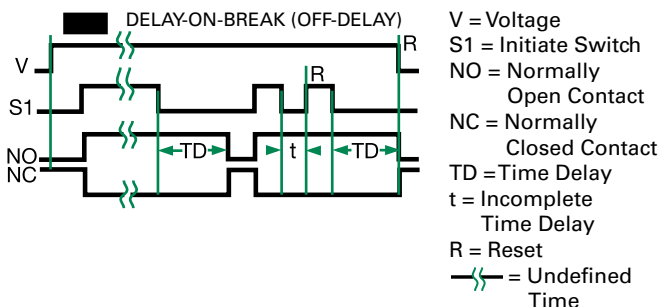 DELAY-ON-BREAK (OFF-DELAY)
R
V
R
S1
NO
NC
TD
t
TD
V = Voltage
S1 = Initiate Switch
NO = Normally
Open Contact
NC = Normally
Closed Contact
TD =Time Delay
t = Incomplete
Time Delay
R = Reset
= Undefined
Time